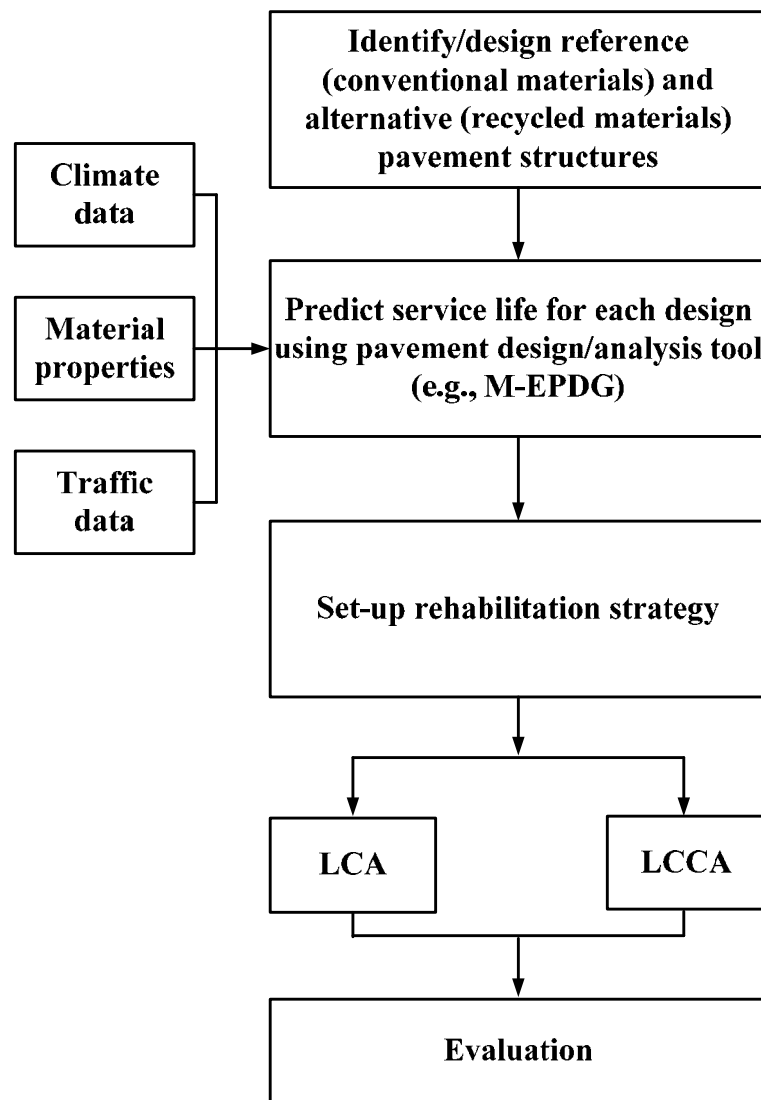 Identify/design reference
(conventional materials) and
alternative (recycled materials)
pavement structures
Climate
data
Material
properties
Traffic
data
Predict service life for each design
using pavement design/analysis tool
(e.g., M-EPDG)
Set-up rehabilitation strategy
LCA
LCCA
Evaluation